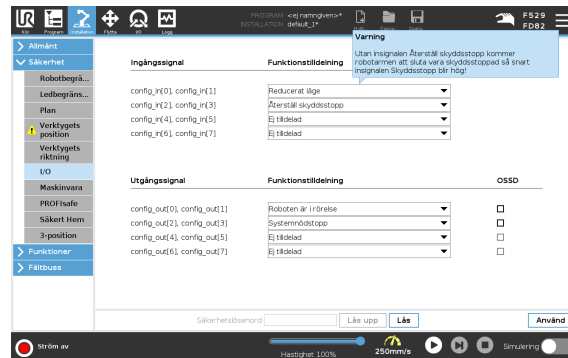 PROGRAM <ej namngiven>*
INSTALLATION default_1*
F529
FD82
Kör
Program
Installation
Flytta
I/O
Logg
Varning
Utan insignalen Återställ skyddsstopp kommer
robotarmen att sluta vara skyddsstoppad så snart
insignalen Skyddsstopp blir hög!
Allmänt
Säkerhet
Robotbegrä...
Ledbegräns...
Plan
Verktygets
position
Verktygets
riktning
I/O
Maskinvara
PROFIsafe
Säkert Hem
3-position
Funktioner
Fältbuss
Ingångssignal Funktionstilldelning
config_in[0], config_in[1] Reducerat läge
config_in[2], config_in[3] Återställ skyddsstopp
config_in[4], config_in[5] Ej tilldelad
config_in[6], config_in[7] Ej tilldelad
Utgångssignal Funktionstilldelning OSSD
config_out[0], config_out[1] Roboten är i rörelse
config_out[2], config_out[3] Systemnödstopp
config_out[4], config_out[5] Ej tilldelad
config_out[6], config_out[7] Ej tilldelad
Säkerhetslösenord Lås upp Lås Använd
Ström av
Hastighet 100%
250mm/s
Simulering